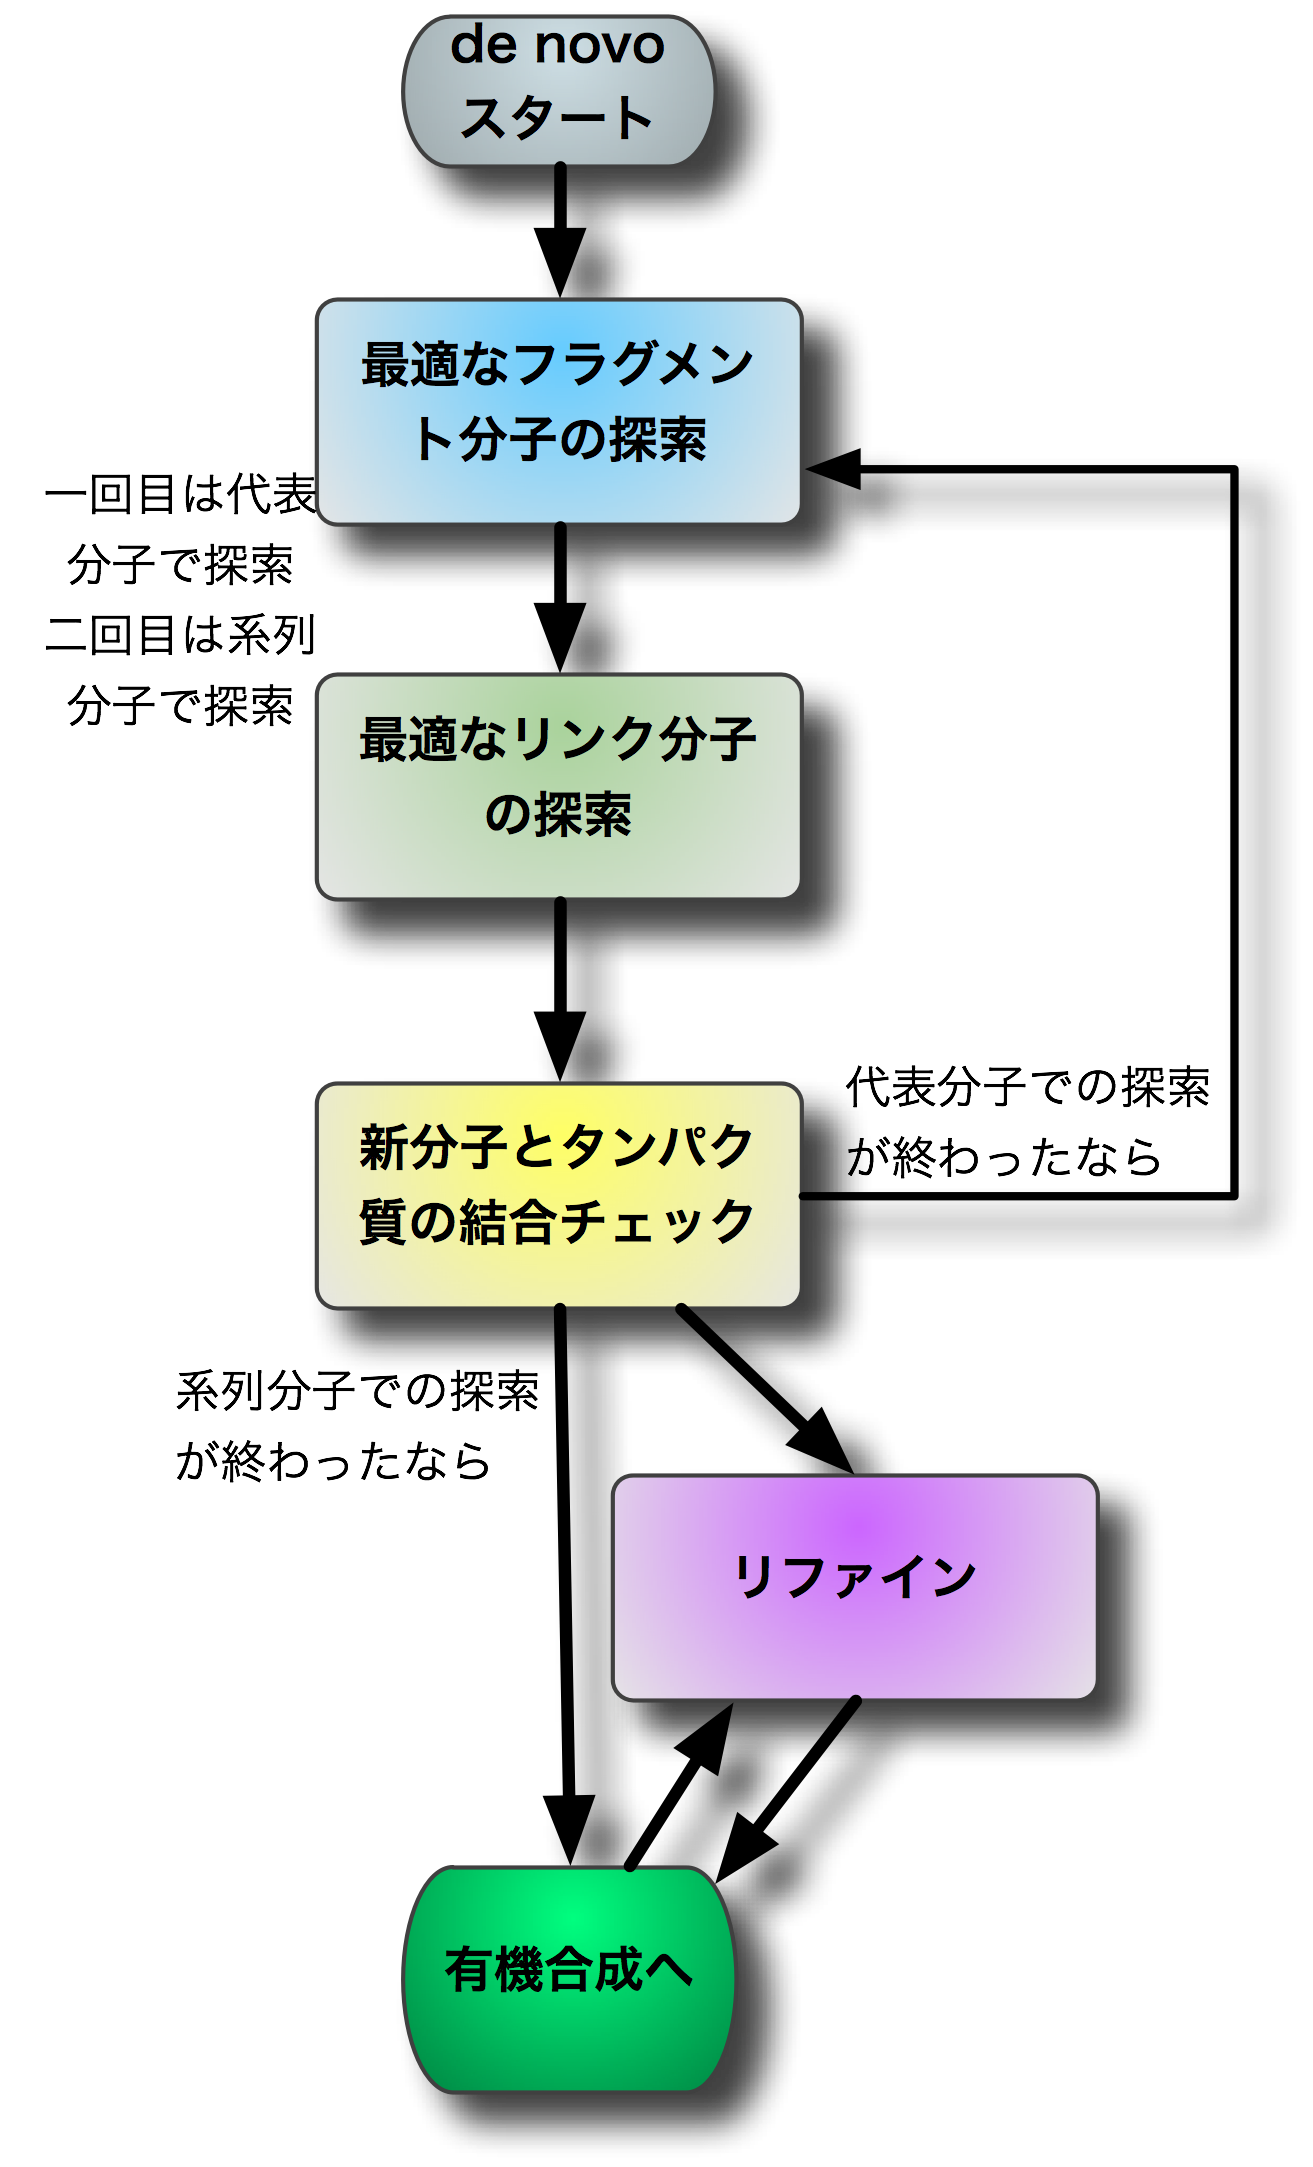 de novo
スタート
最適なフラグメン
ト分子の探索
一回目は代表
分子で探索
二回目は系列
分子で探索
最適なリンク分子
の探索
代表分子での探索
が終わったなら
新分子とタンパク
質の結合チェック
系列分子での探索
が終わったなら
リファイン
有機合成へ